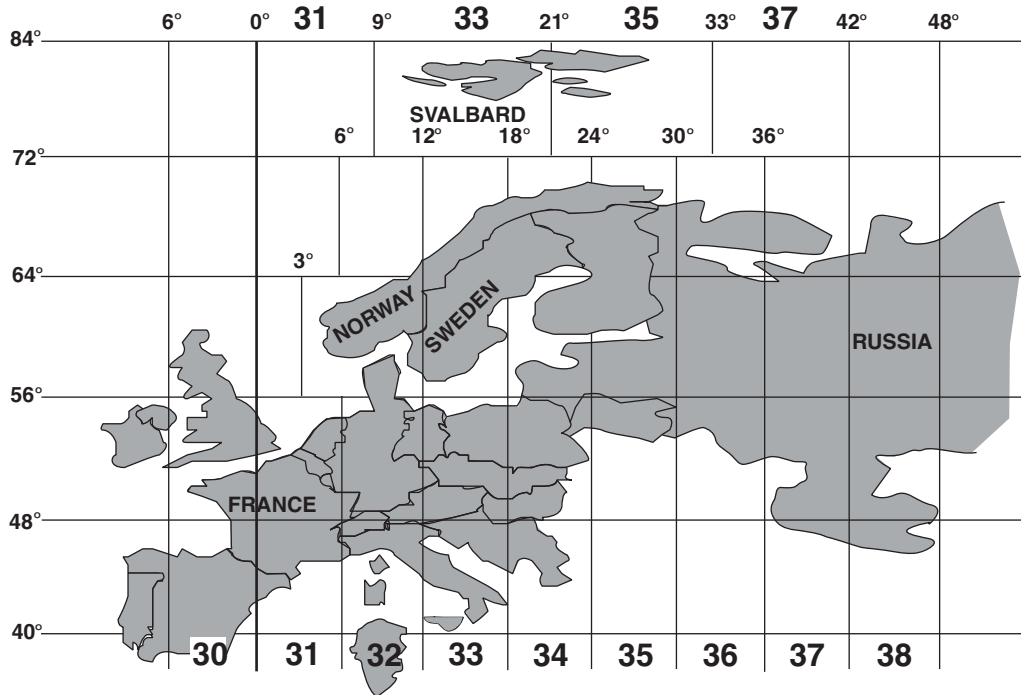 6° 0° 31 9° 33 21° 35 33° 37 42° 48°
84°
SVALBARD
6° 12° 18° 24° 30° 36°
72°
3°
64°
NORWAY
SWEDEN
RUSSIA
56°
FRANCE
48°
40°
30 31 32 33 34 35 36 37 38